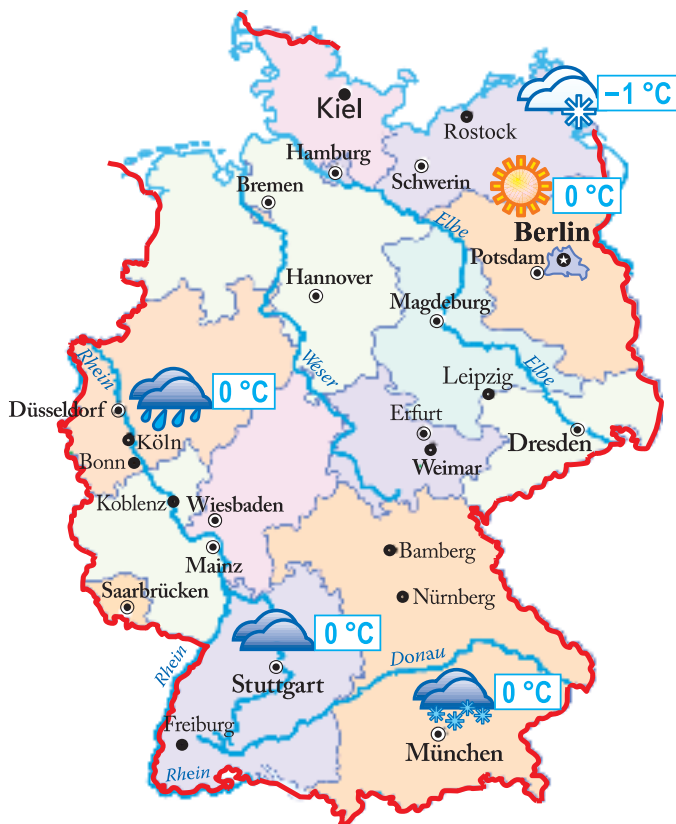 −1 °C
Kiel
Rostock
Hamburg
Schwerin
Bremen
0 °C
Elbe
Berlin
Potsdam
Hannover
Magdeburg
Rhein
Weser
Elbe
Leipzig
0 °C
Düsseldorf
Erfurt
Köln
Dresden
Bonn
Weimar
Koblenz
Wiesbaden
Mainz
Bamberg
Saarbrücken
Nürnberg
0 °C
Rhein
Donau
Stuttgart
0 °C
Freiburg
München
Rhein